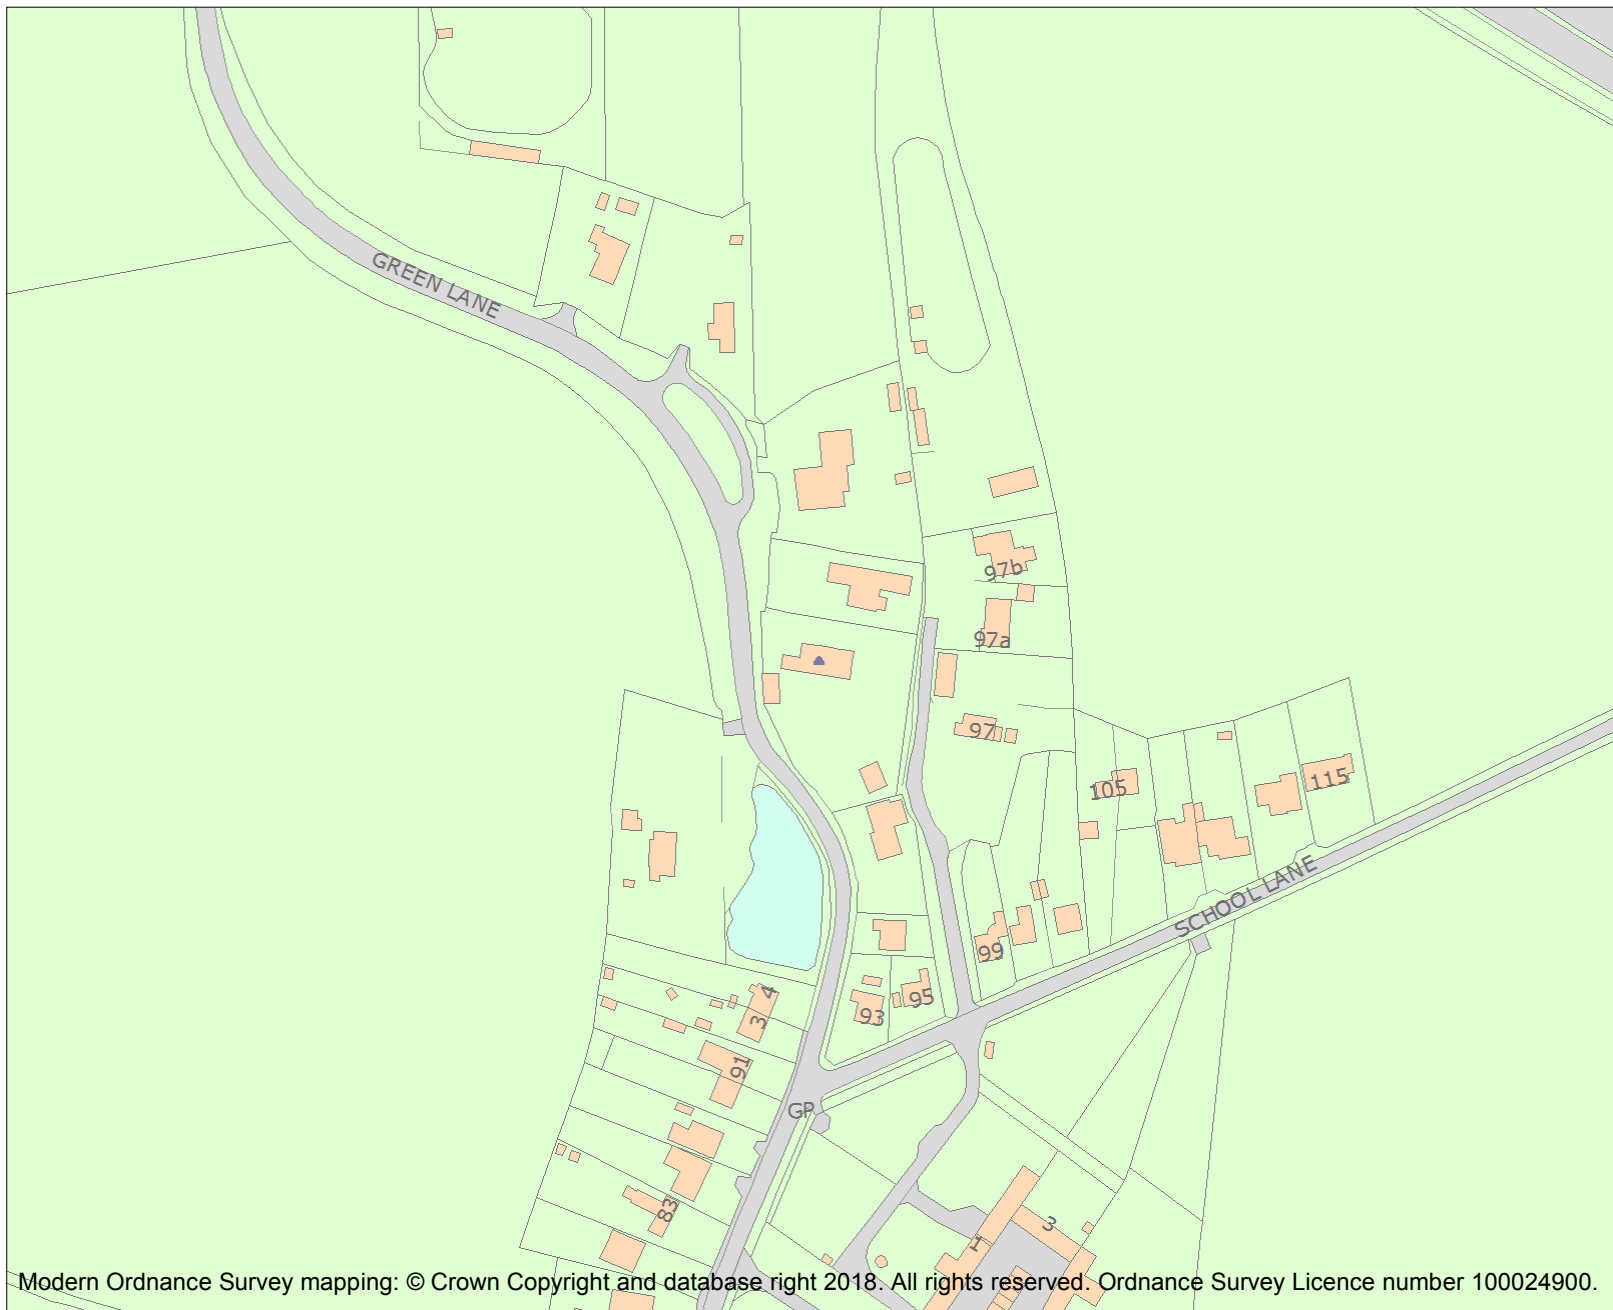 GREEN LANE
97b
97a
97
105
115
SCHOOL LANE
99
95
93
4
3
91
GP
83
3
1
Modern Ordnance Survey mapping: © Crown Copyright and database right 2018. All rights reserved. Ordnance Survey Licence number 100024900.